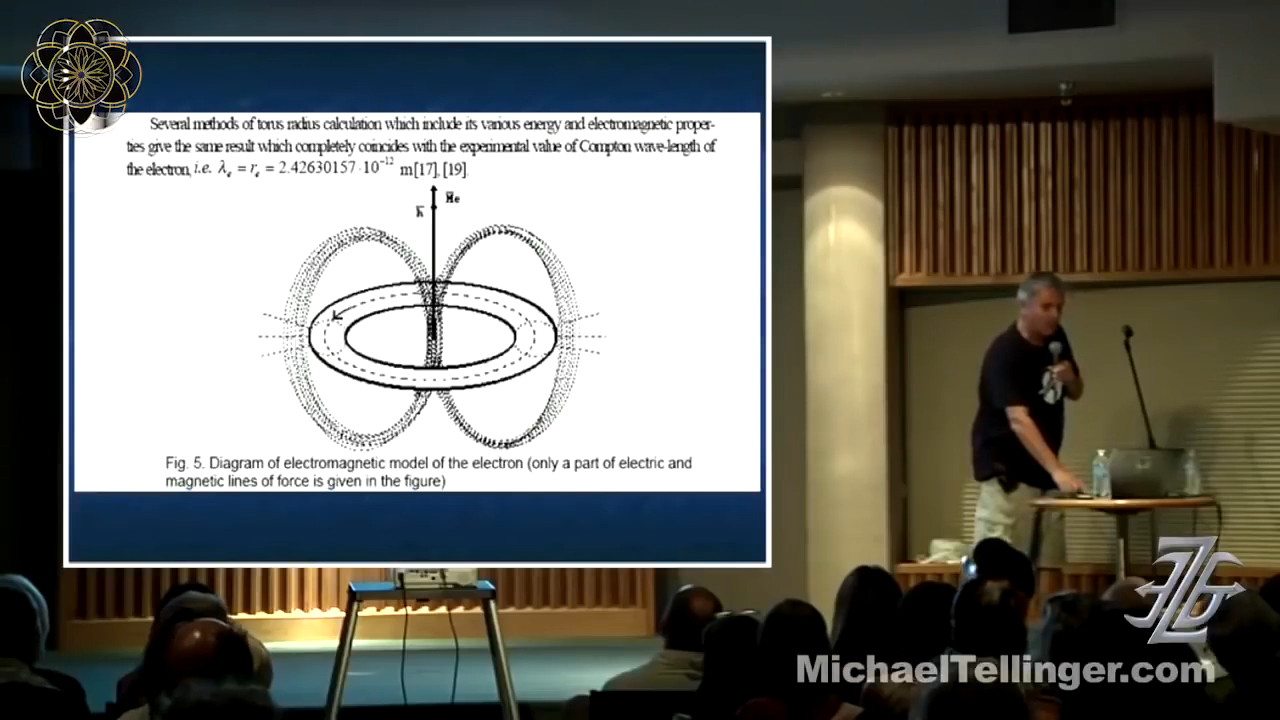 Several methods of torus radius calculation which include its various energy and electromagnetic proper-
ties give the same result which completely coincides with the experimental value of Compton wave-length of
the electron, i.e. λₑ = rₑ = 2.42630157·10⁻¹² m[17], [19].
Fig. 5. Diagram of electromagnetic model of the electron (only a part of electric and
magnetic lines of force is given in the figure)
MichaelTellinger.com